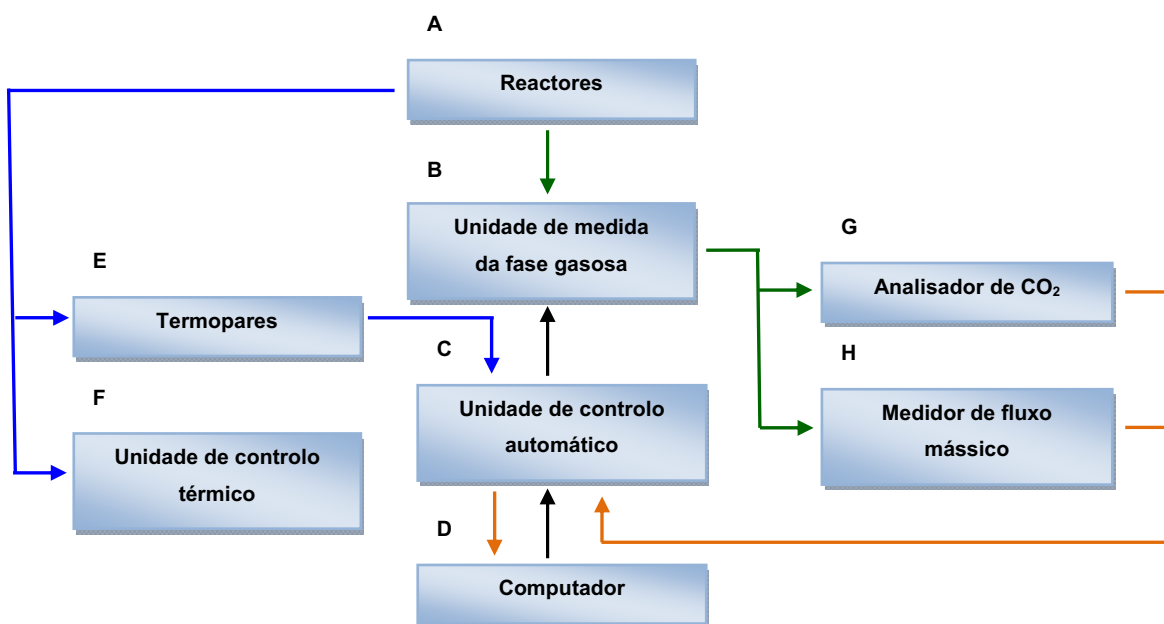 A
Reactores
B
Unidade de medida
da fase gasosa
G
Analisador de CO₂
E
Termopares
C
H
Unidade de controlo
automático
Medidor de fluxo
mássico
F
Unidade de controlo
térmico
D
Computador